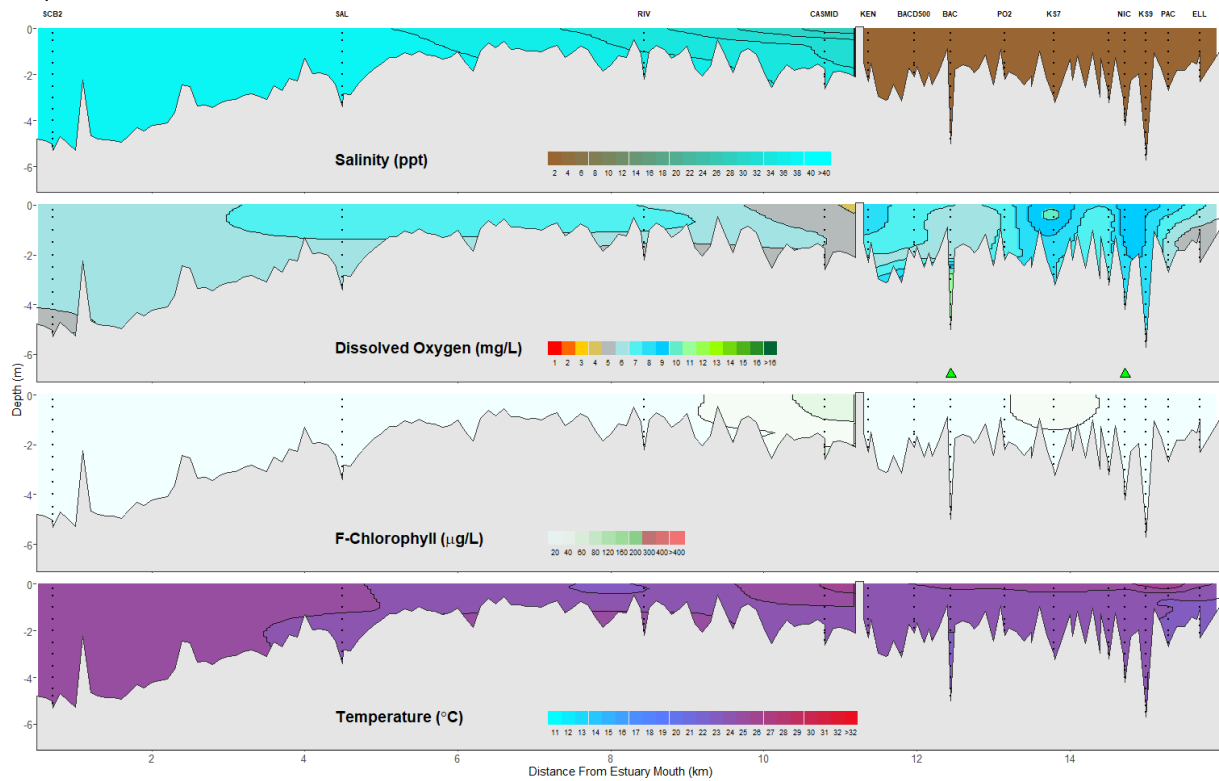 SCB2 SAL RIV CASMID KEN BACD500 BAC PO2 KS7 NIC KS9 PAC ELL
0
-2
-4
-6
Salinity (ppt)
2 4 6 8 10 12 14 16 18 20 22 24 26 28 30 32 34 36 38 40 >40
0
-2
-4
-6
Dissolved Oxygen (mg/L)
1 2 3 4 5 6 7 8 9 10 11 12 13 14 15 16 >16
Depth (m)
0
-2
-4
-6
F-Chlorophyll (μg/L)
20 40 60 80 120 160 200 300 400 >400
0
-2
-4
-6
Temperature (°C)
11 12 13 14 15 16 17 18 19 20 22 23 24 25 26 28 29 30 31 32 >32
2 4 6 8 10 12 14
Distance From Estuary Mouth (km)